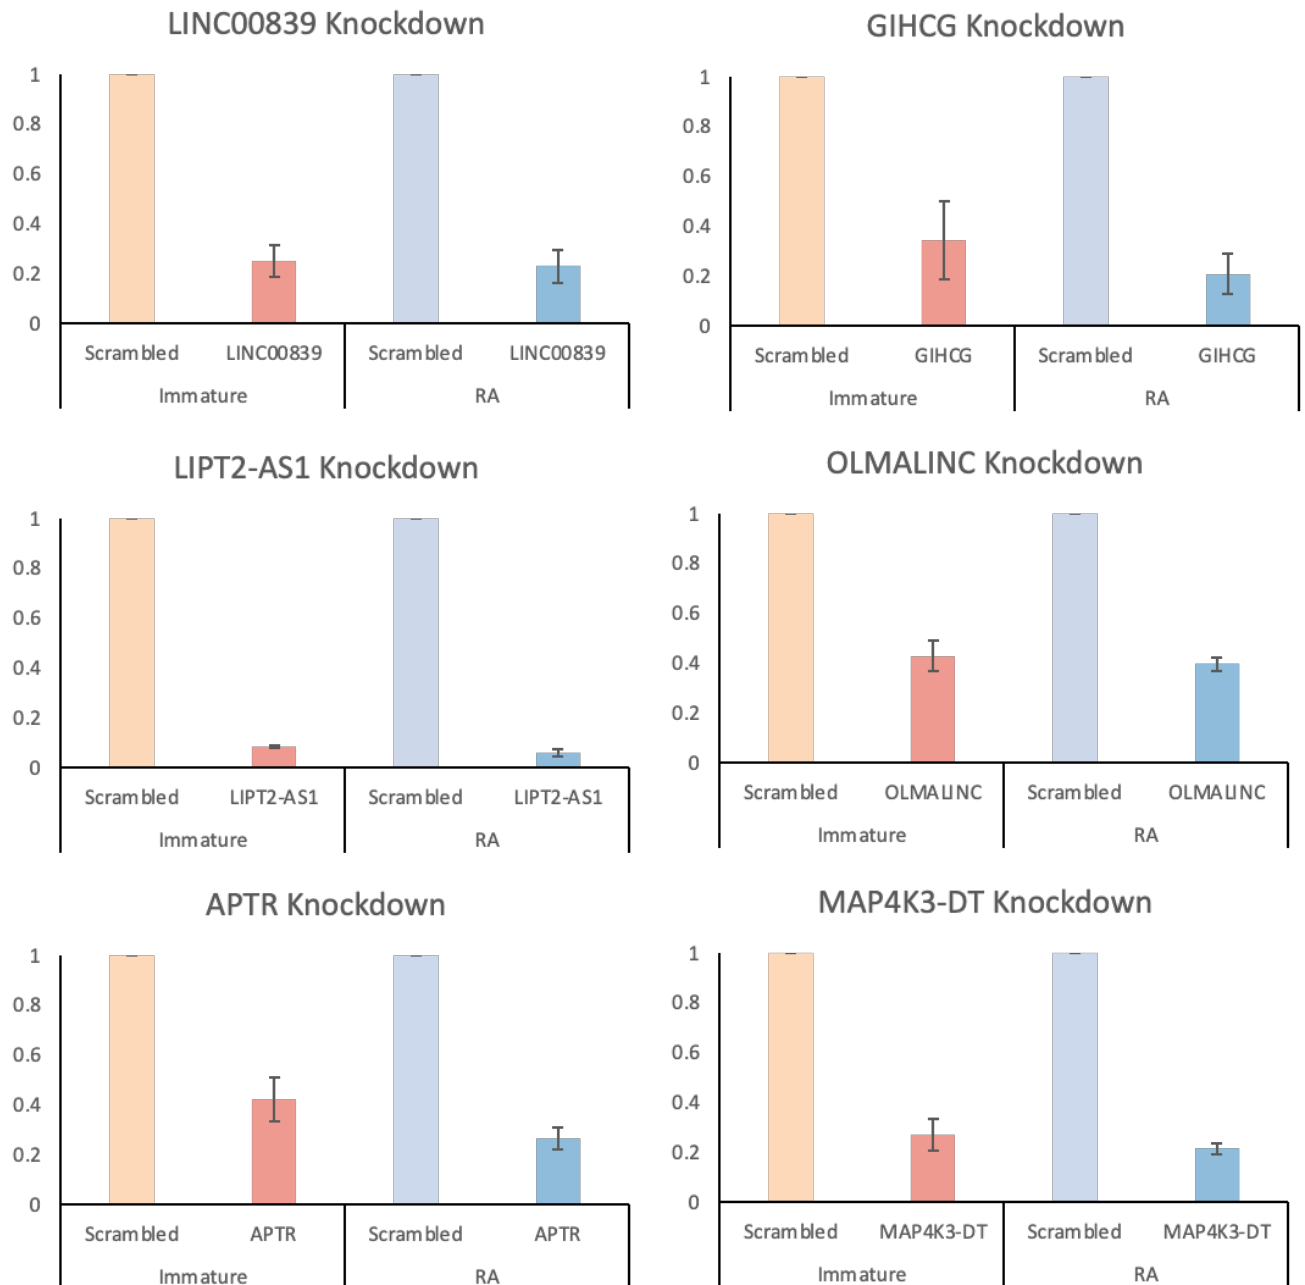 LINC00839 Knockdown
1
0.8
0.6
0.4
0.2
0
Scrambled LINC00839 Scrambled LINC00839
Immature RA
GIHCG Knockdown
1
0.8
0.6
0.4
0.2
0
Scrambled GIHCG Scrambled GIHCG
Immature RA
LIPT2-AS1 Knockdown
1
0.8
0.6
0.4
0.2
0
Scrambled LIPT2-AS1 Scrambled LIPT2-AS1
Immature RA
OLMALINC Knockdown
1
0.8
0.6
0.4
0.2
0
Scrambled OLMALINC Scrambled OLMALINC
Immature RA
APTR Knockdown
1
0.8
0.6
0.4
0.2
0
Scrambled APTR Scrambled APTR
Immature RA
MAP4K3-DT Knockdown
1
0.8
0.6
0.4
0.2
0
Scrambled MAP4K3-DT Scrambled MAP4K3-DT
Immature RA